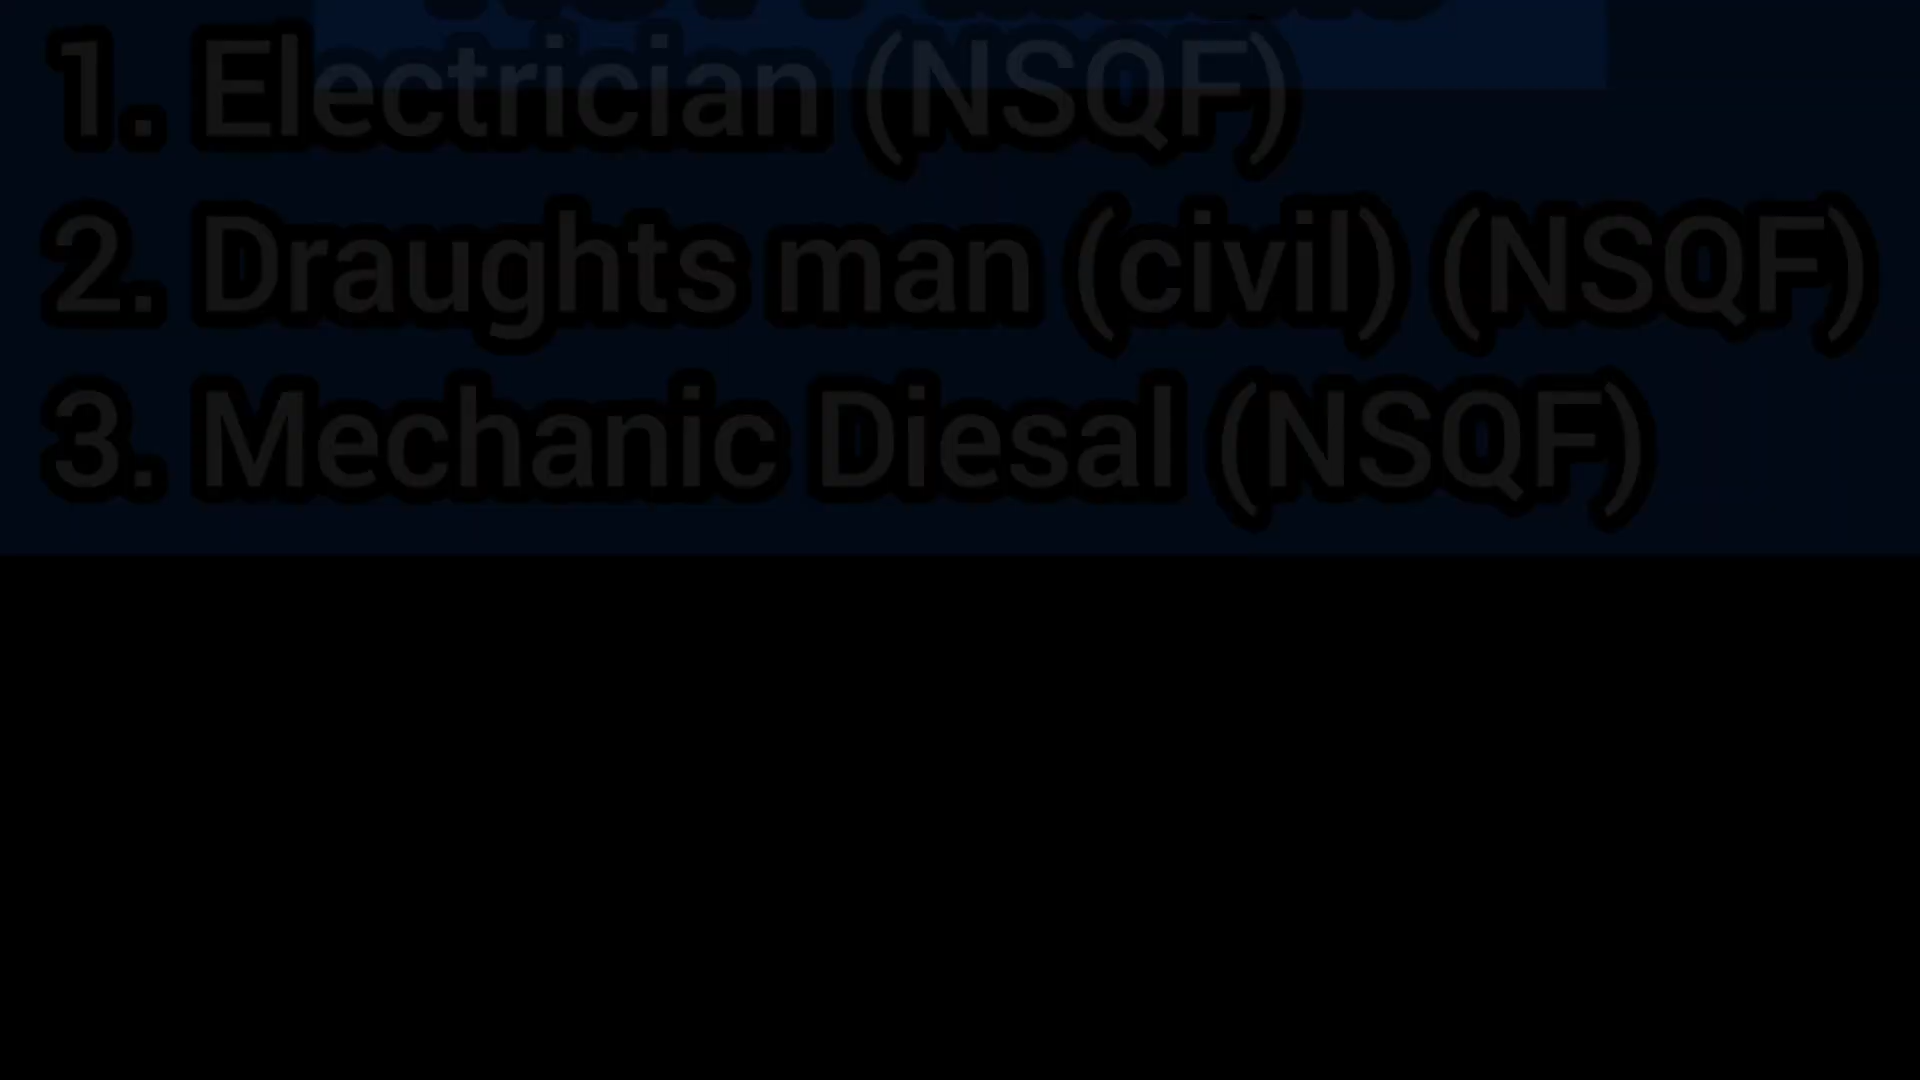 1. Electrician (NSQF)
2. Draughts man (civil) (NSQF)
3. Mechanic Diesal (NSQF)